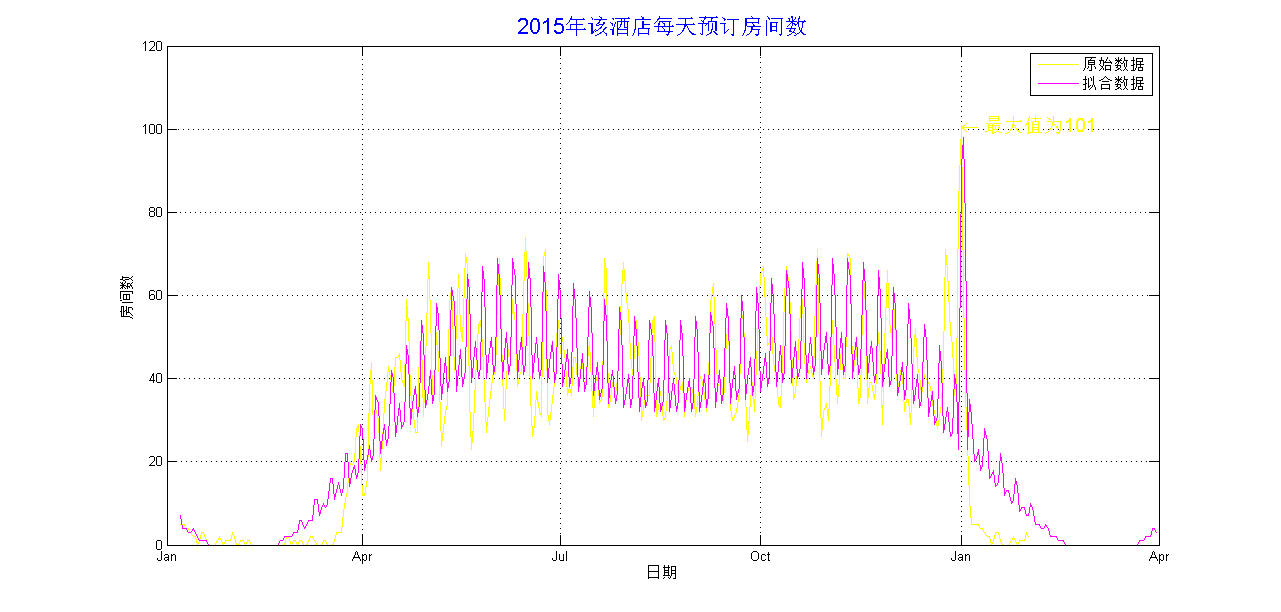 2015年该酒店每天预订房间数
120
原始数据
拟合数据
100
← 最大值为101
80
60
40
20
0
房间数
Jan
Apr
Jul
Oct
Jan
Apr
日期